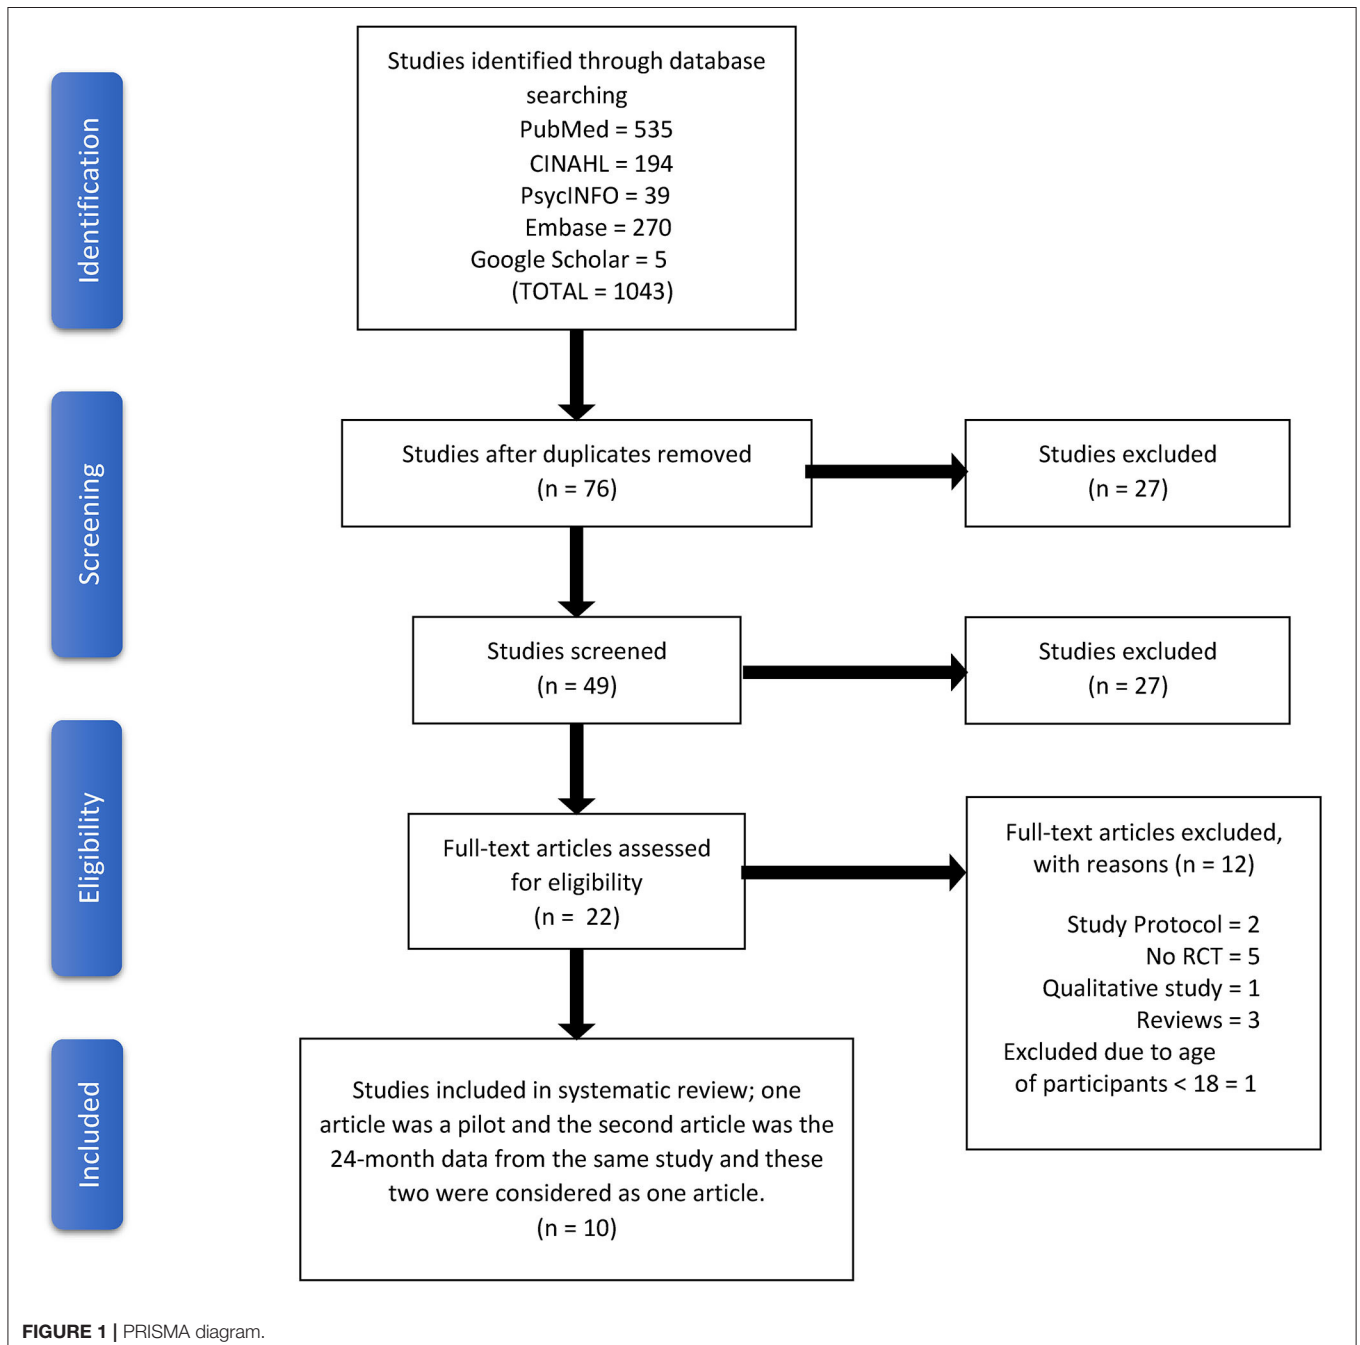 Identification
Studies identified through database
searching
PubMed = 535
CINAHL = 194
PsycINFO = 39
Embase = 270
Google Scholar = 5
(TOTAL = 1043)
Screening
Studies after duplicates removed
(n = 76)
Studies excluded
(n = 27)
Studies screened
(n = 49)
Studies excluded
(n = 27)
Eligibility
Full-text articles assessed
for eligibility
(n = 22)
Full-text articles excluded,
with reasons (n = 12)
Study Protocol = 2
No RCT = 5
Qualitative study = 1
Reviews = 3
Excluded due to age
of participants < 18 = 1
Included
Studies included in systematic review; one
article was a pilot and the second article was the
24-month data from the same study and these
two were considered as one article.
(n = 10)
FIGURE 1 | PRISMA diagram.